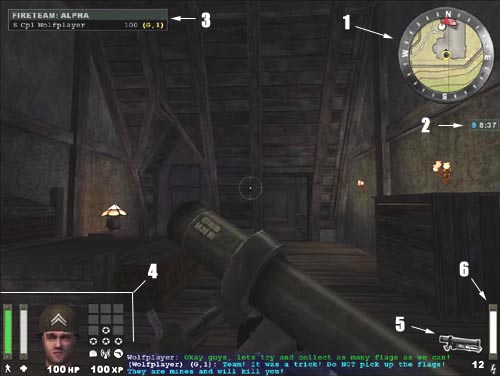 FIRETEAM: ALPHA
S Cpl Wolfplayer 100 (G,1)
3
1
N
E
S
W
2
9 8:37
4
5
6
100 HP
100 XP
12
Wolfplayer: Okay guys, lets try and collect as many flags as we can!
(Wolfplayer) (G,1): Team! It was a trick! Do NOT pick up the flags!
They are mines and will kill you!